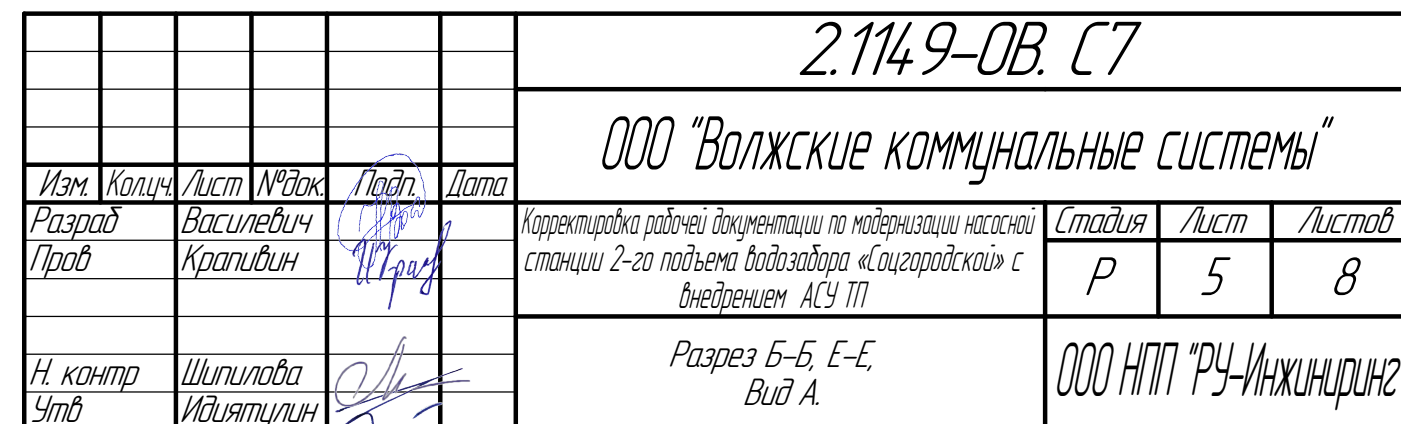 2.1149-ОВ. С7
ООО "Волжские коммунальные системы"
Изм. Кол.уч. Лист №док. Подп. Дата
Разраб Василевич
Пров Крапивин
Корректировка рабочей документации по модернизации насосной
станции 2-го подъема водозабора «Соцгородской» с
внедрением АСУ ТП
Стадия Лист Листов
Р 5 8
Н. контр Шипилова
Утв Идиятулин
Разрез Б-Б, Е-Е,
Вид А.
ООО НПП "РУ-Инжиниринг